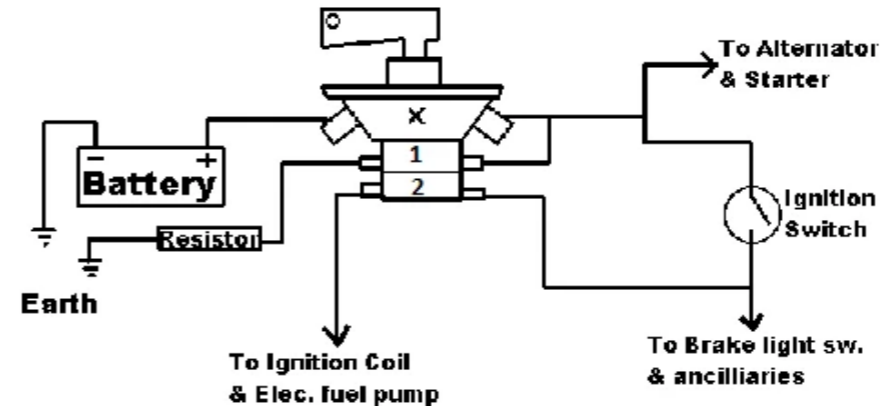 To Alternator
& Starter
X
1
2
− +
Battery
Ignition
Switch
Resistor
Earth
To Ignition Coil
& Elec. fuel pump
To Brake light sw.
& ancilliaries